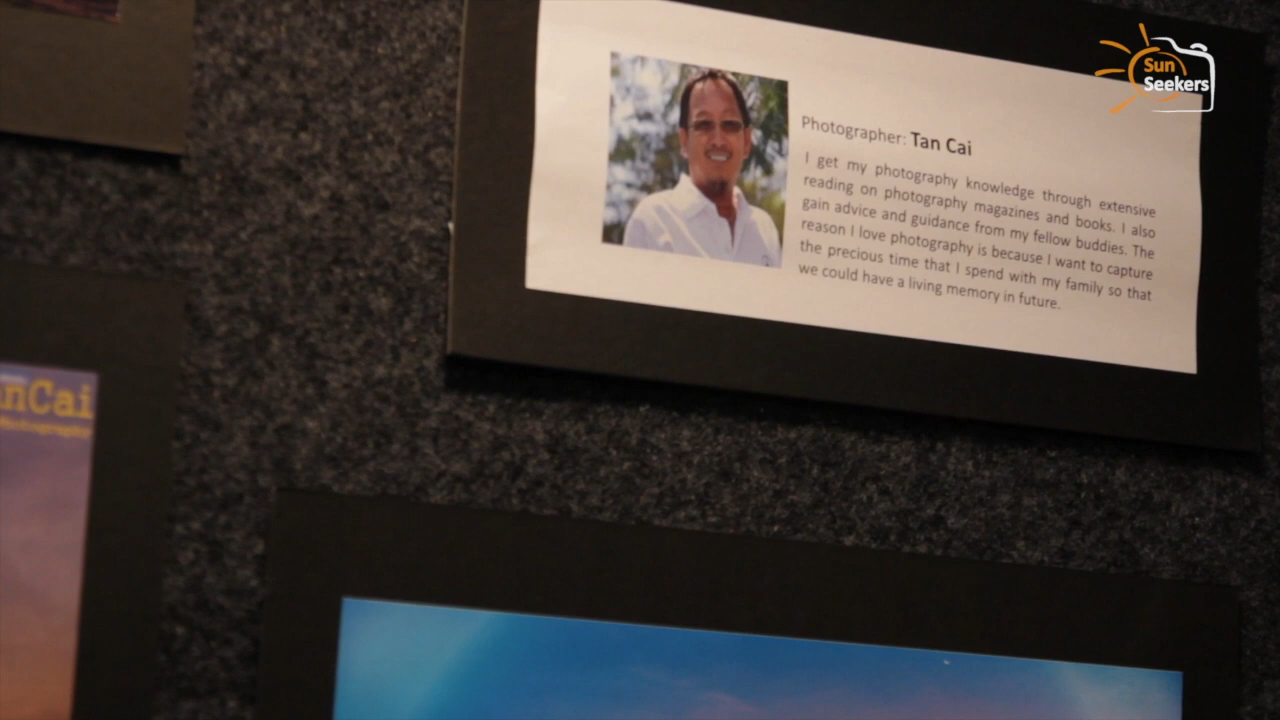 Sun
Seekers
Photographer: Tan Cai
I get my photography knowledge through extensive
reading on photography magazines and books. I also
gain advice and guidance from my fellow buddies. The
reason I love photography is because I want to capture
the precious time that I spend with my family so that
we could have a living memory in future.
nCai